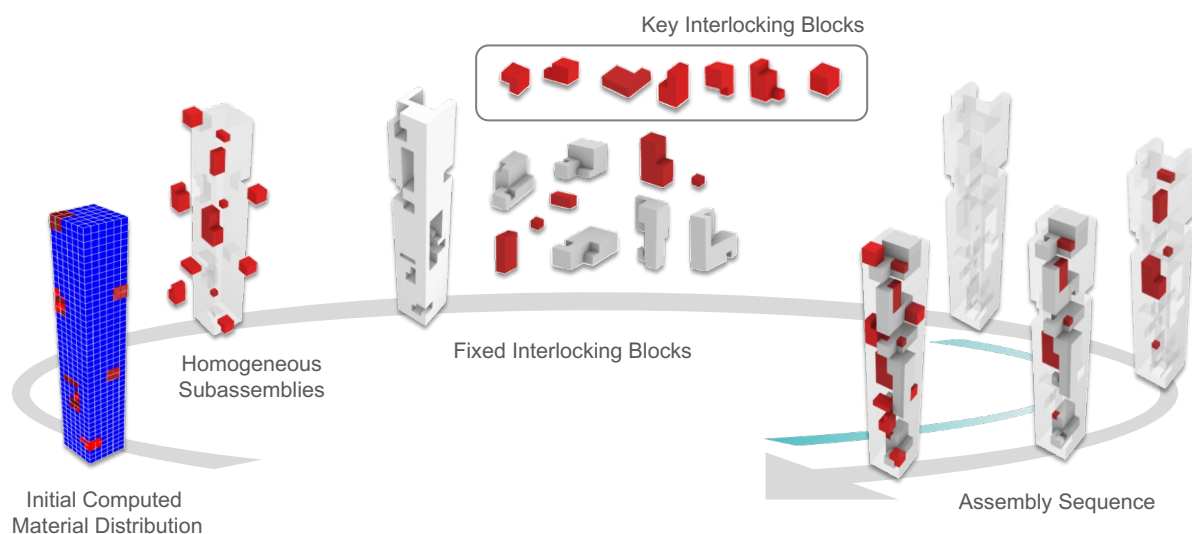 Key Interlocking Blocks
Homogeneous
Subassemblies
Fixed Interlocking Blocks
Initial Computed
Material Distribution
Assembly Sequence